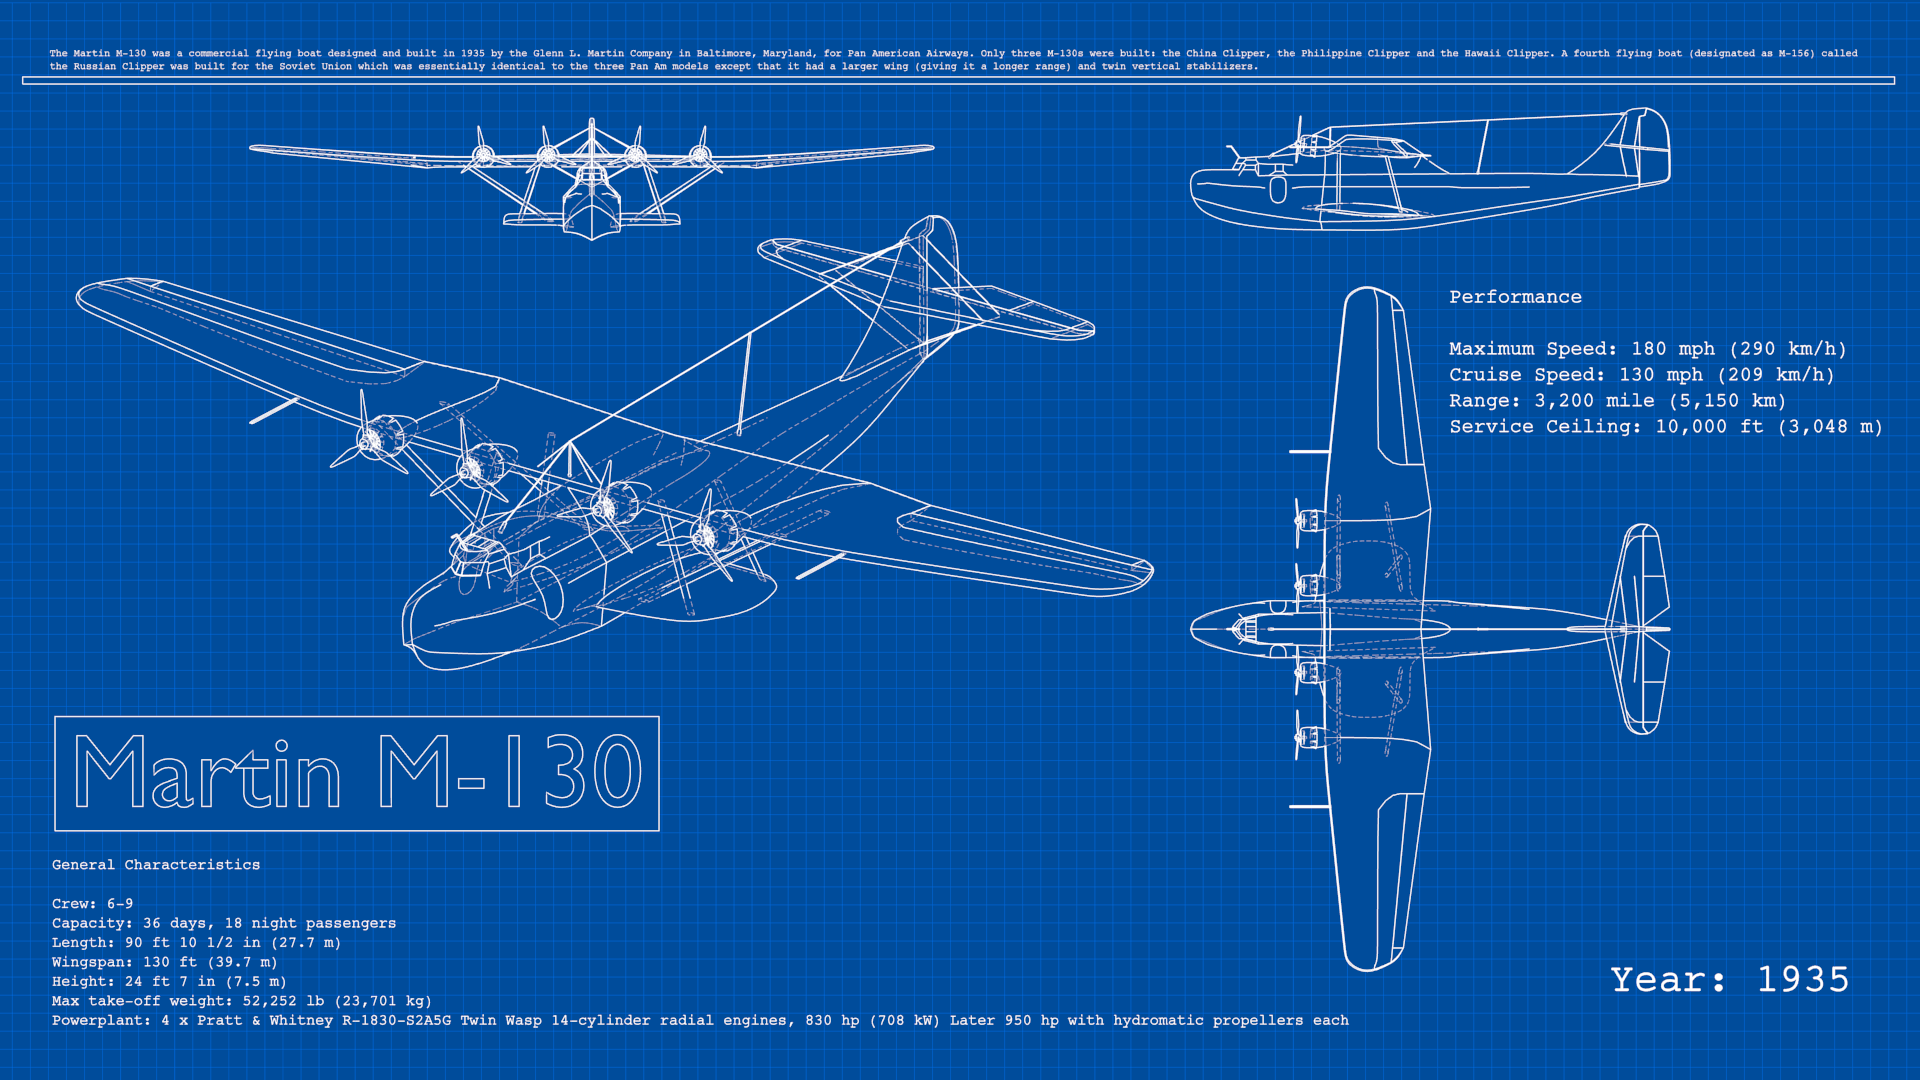 The Martin M-130 was a commercial flying boat designed and built in 1935 by the Glenn L. Martin Company in Baltimore, Maryland, for Pan American Airways. Only three M-130s were built: the China Clipper, the Philippine Clipper and the Hawaii Clipper. A fourth flying boat (designated as M-156) called
the Russian Clipper was built for the Soviet Union which was essentially identical to the three Pan Am models except that it had a larger wing (giving it a longer range) and twin vertical stabilizers.
Performance
Maximum Speed: 180 mph (290 km/h)
Cruise Speed: 130 mph (209 km/h)
Range: 3,200 mile (5,150 km)
Service Ceiling: 10,000 ft (3,048 m)
Martin M-130
General Characteristics
Crew: 6-9
Capacity: 36 days, 18 night passengers
Length: 90 ft 10 1/2 in (27.7 m)
Wingspan: 130 ft (39.7 m)
Height: 24 ft 7 in (7.5 m)
Max take-off weight: 52,252 lb (23,701 kg)
Powerplant: 4 x Pratt & Whitney R-1830-S2A5G Twin Wasp 14-cylinder radial engines, 830 hp (708 kW) Later 950 hp with hydromatic propellers each
Year: 1935